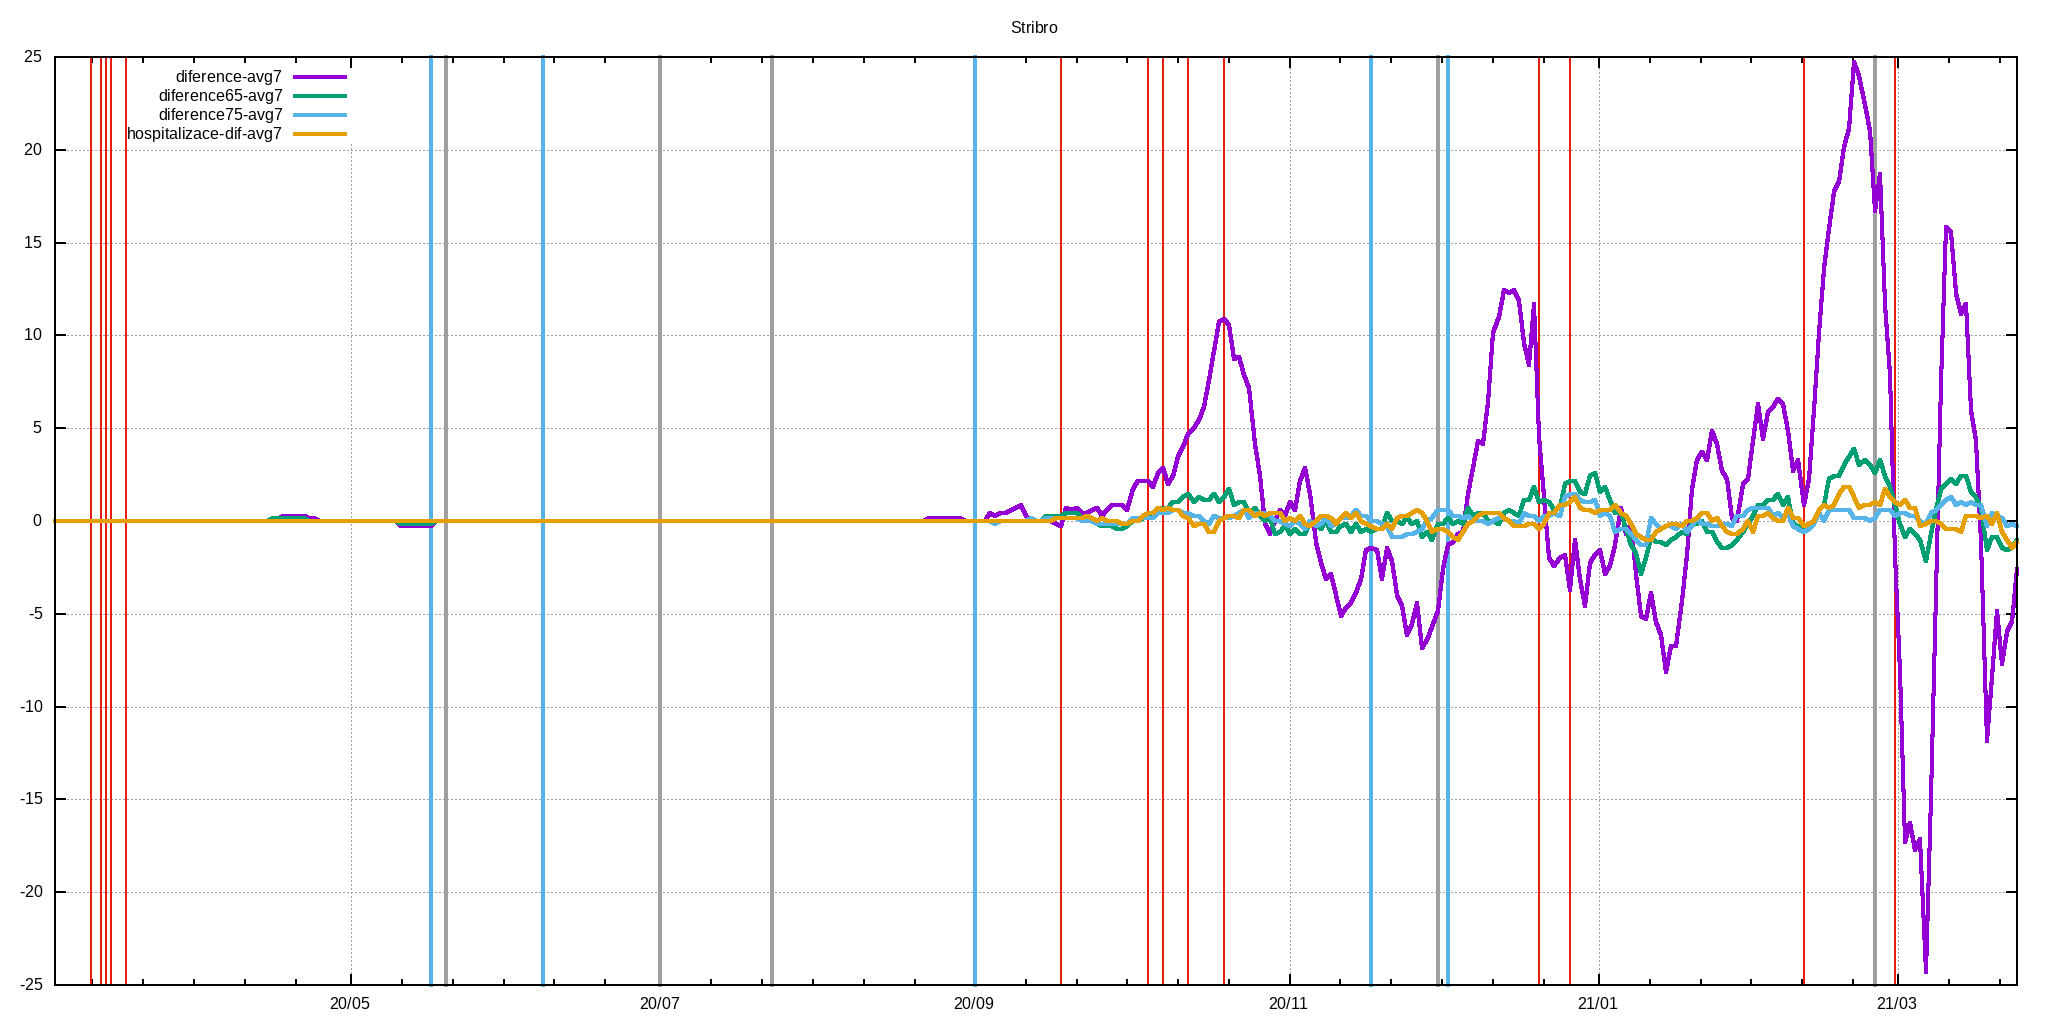 Stribro
25
diference-avg7
diference65-avg7
diference75-avg7
hospitalizace-dif-avg7
20
15
10
5
0
-5
-10
-15
-20
-25
20/05 20/07 20/09 20/11 21/01 21/03